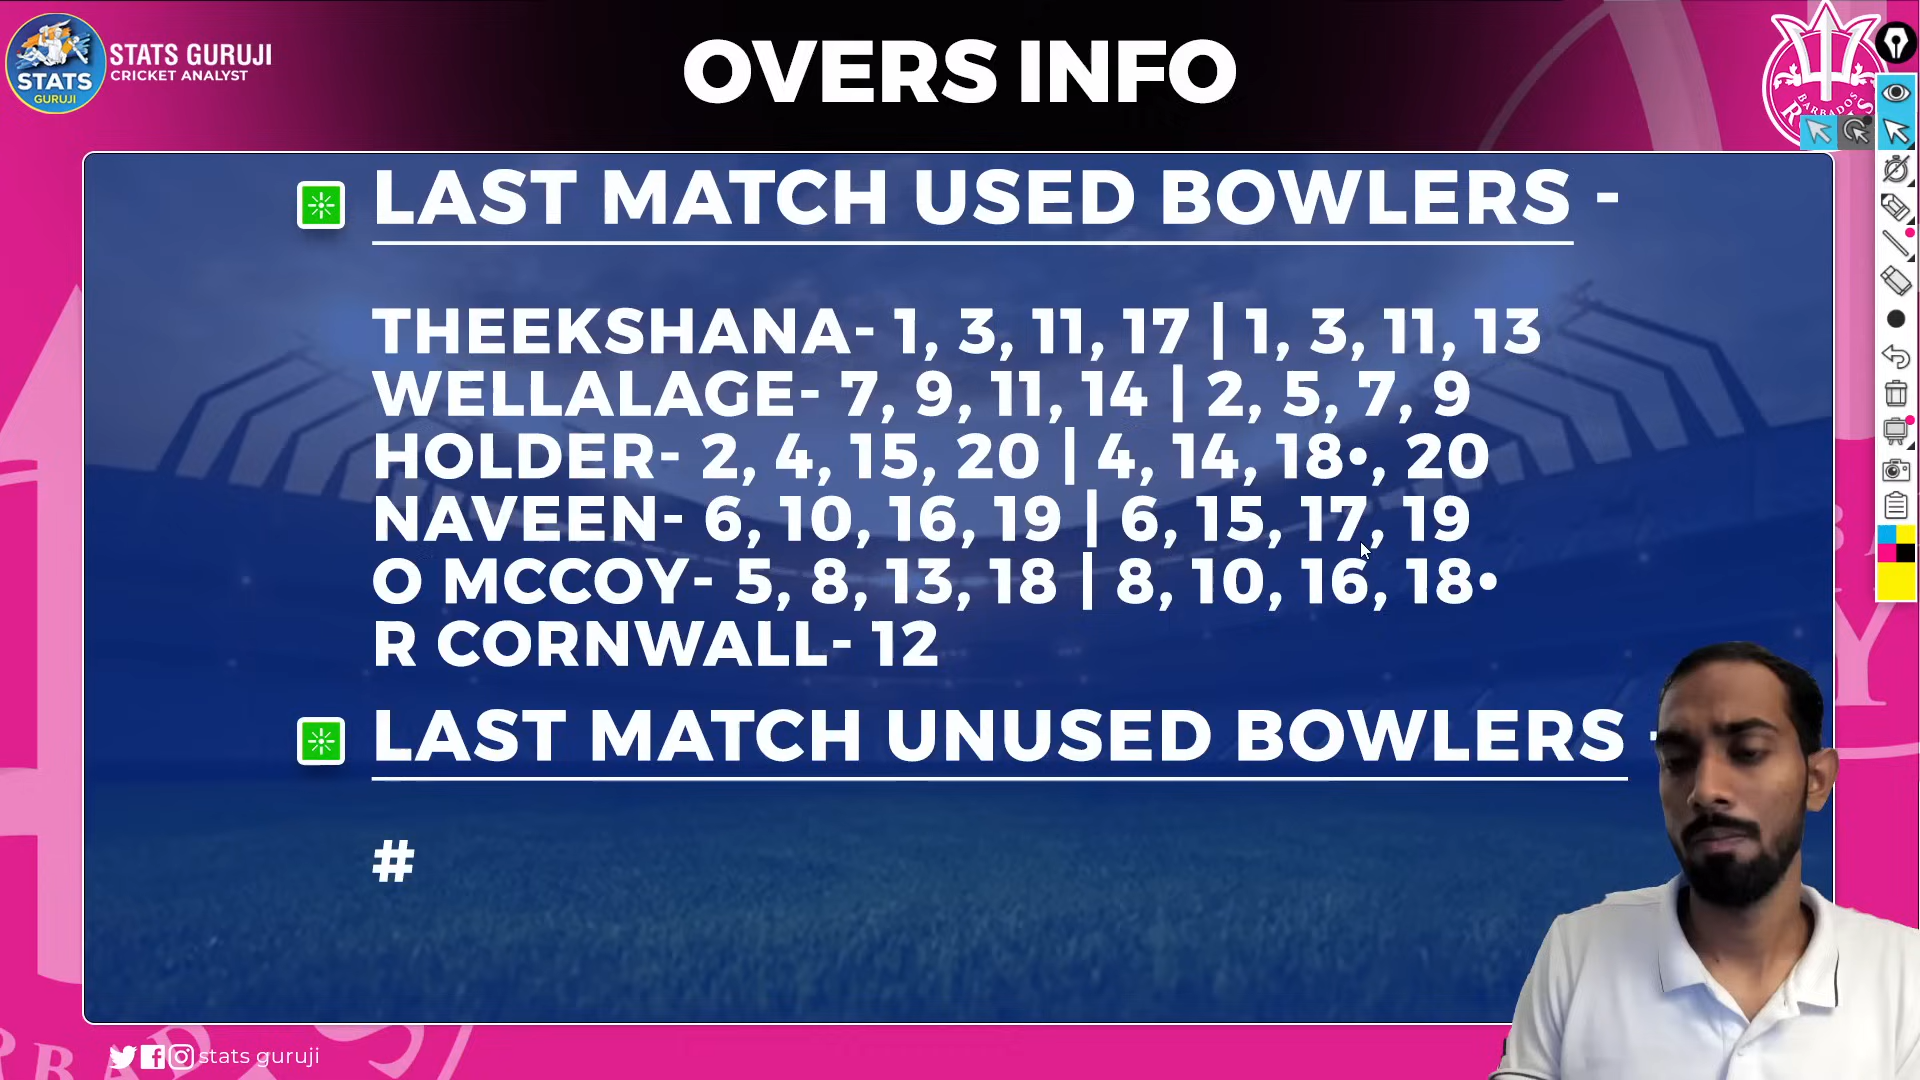 STATS GURUJI
CRICKET ANALYST
STATS
GURUJI
OVERS INFO
BARBADOS
LAST MATCH USED BOWLERS -
THEEKSHANA- 1, 3, 11, 17 | 1, 3, 11, 13
WELLALAGE- 7, 9, 11, 14 | 2, 5, 7, 9
HOLDER- 2, 4, 15, 20 | 4, 14, 18•, 20
NAVEEN- 6, 10, 16, 19 | 6, 15, 17, 19
O MCCOY- 5, 8, 13, 18 | 8, 10, 16, 18•
R CORNWALL- 12
LAST MATCH UNUSED BOWLERS -
#
stats guruji